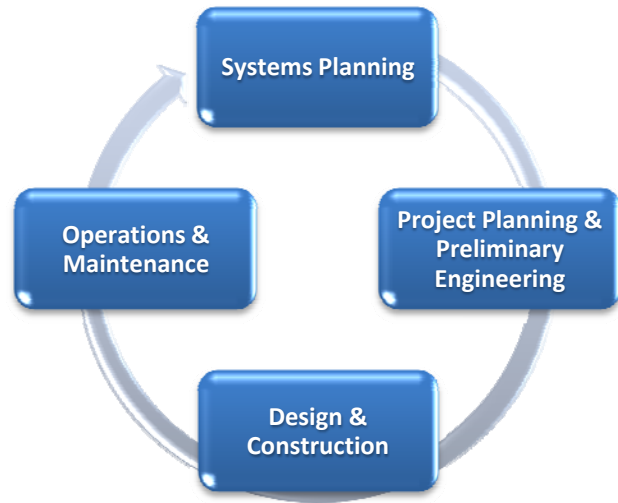 Systems Planning
Project Planning &
Preliminary
Engineering
Operations &
Maintenance
Design &
Construction